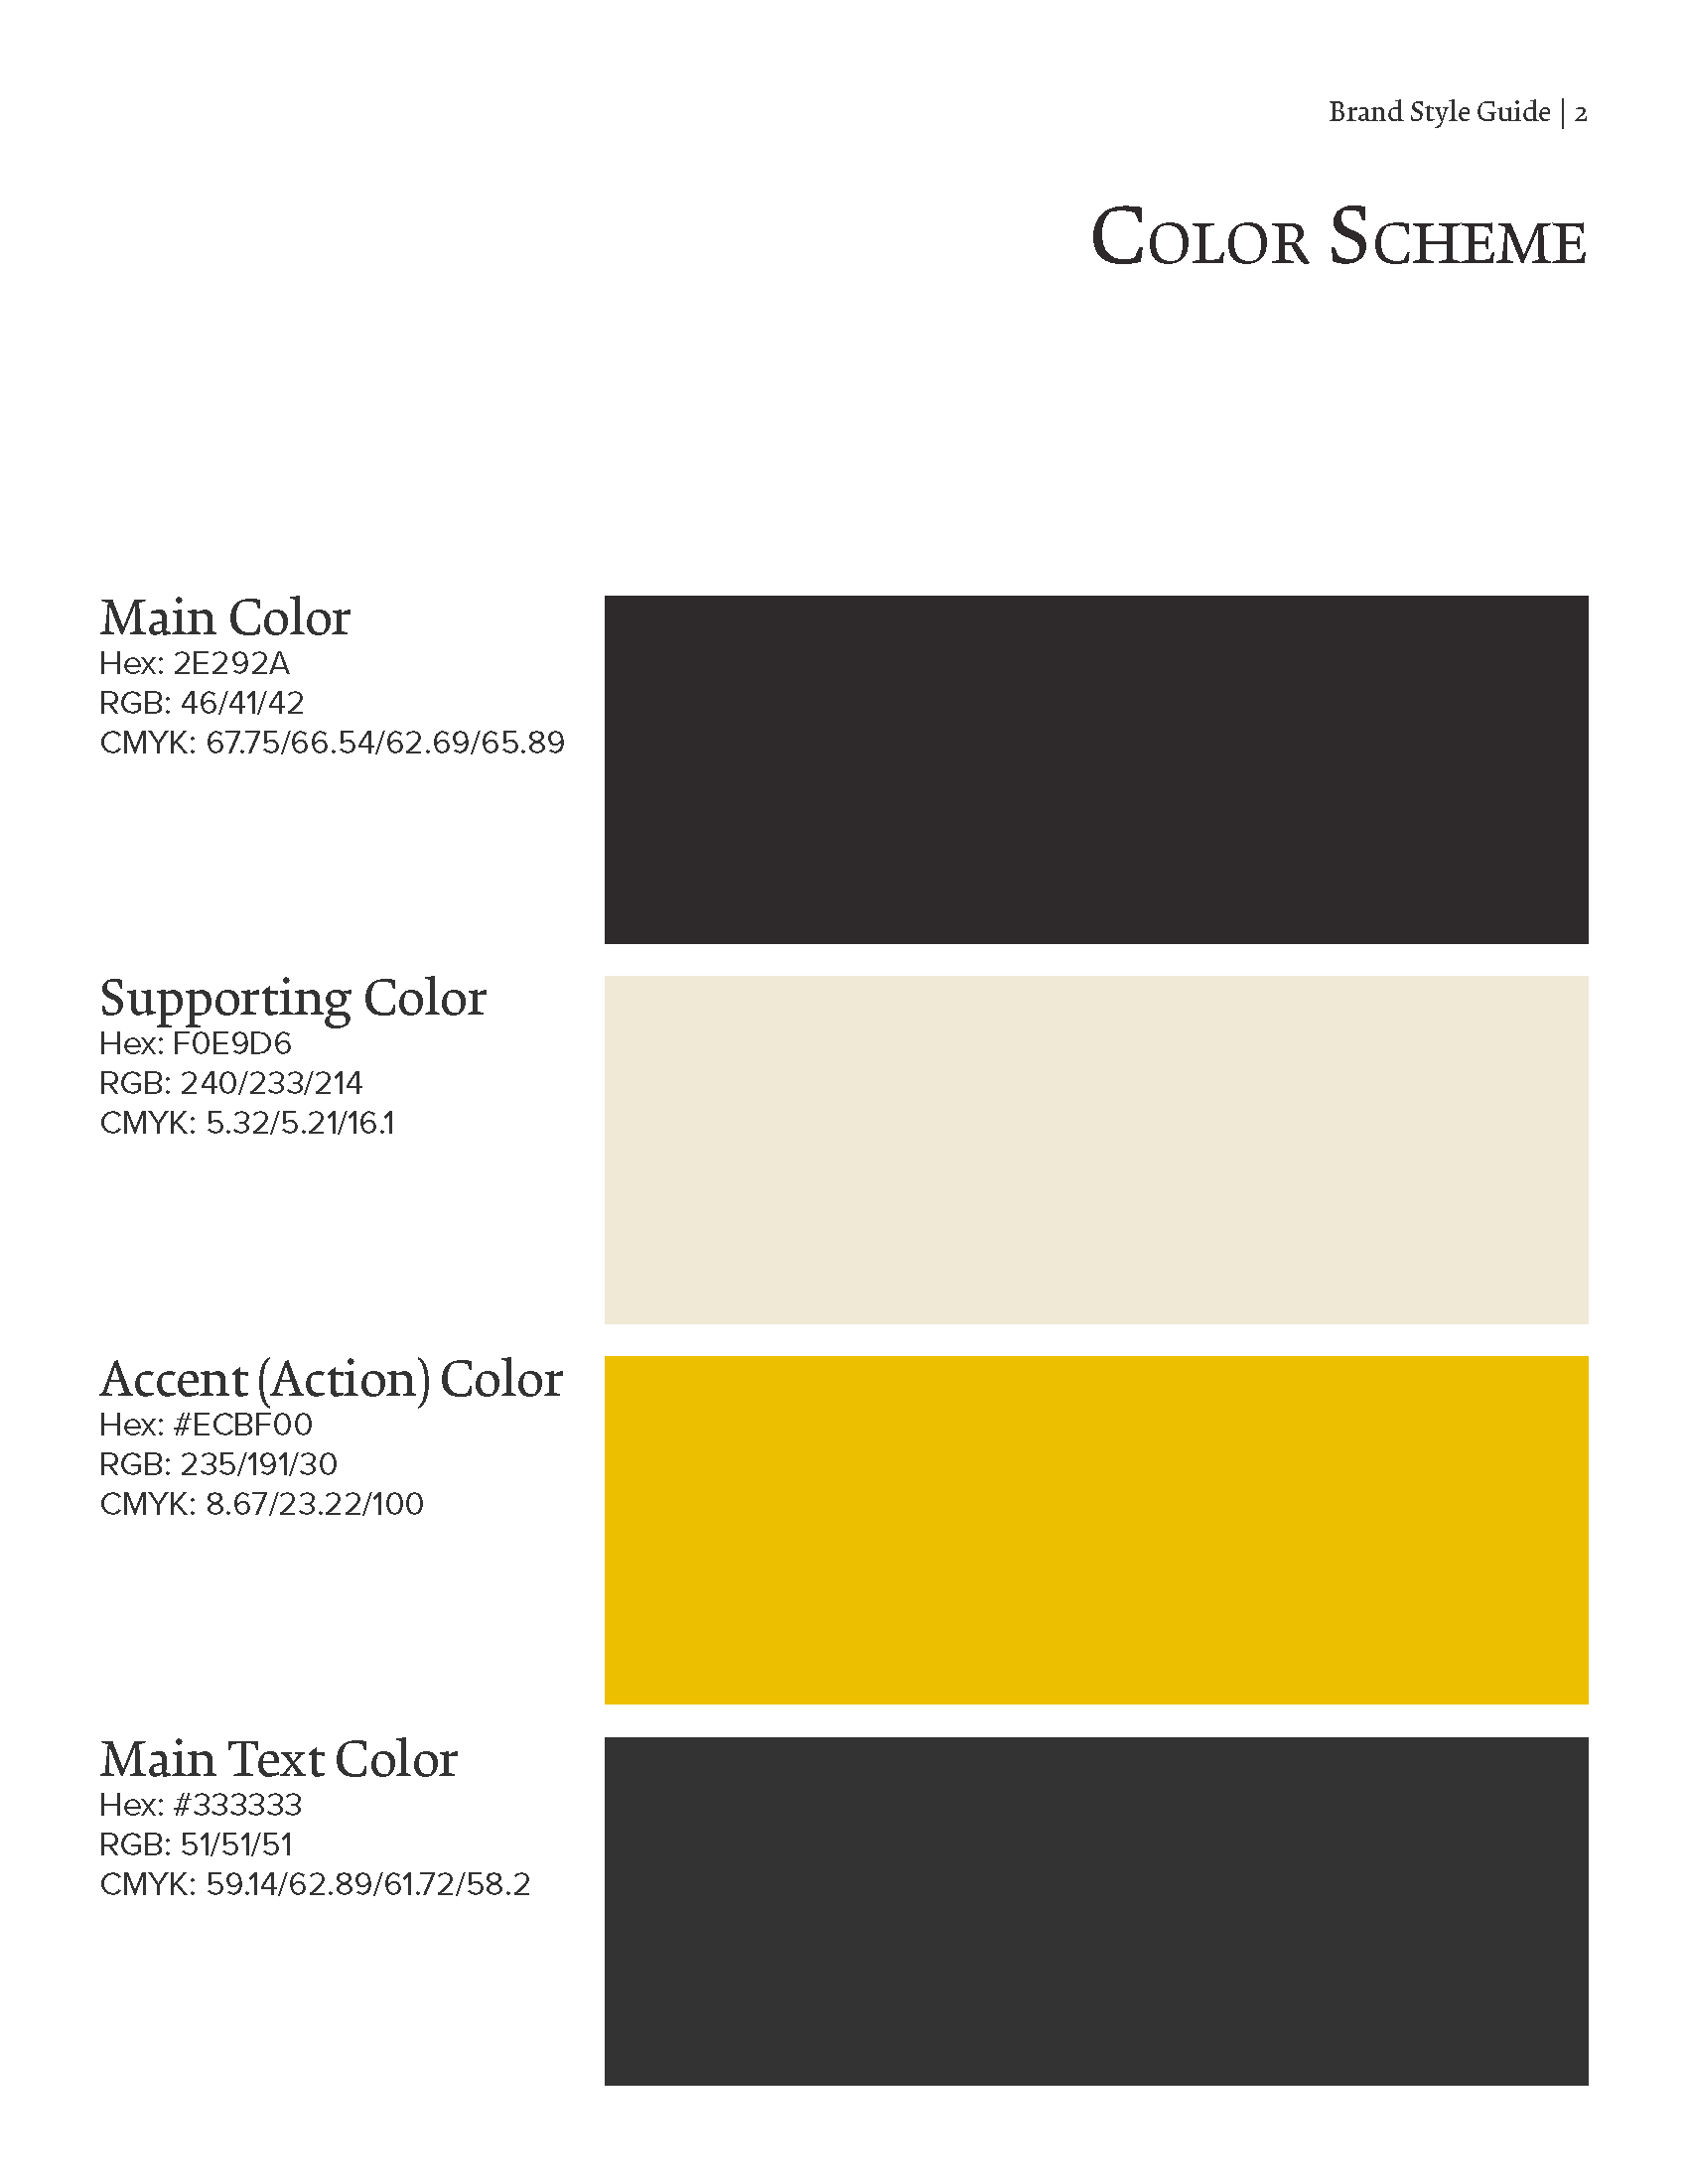 Brand Style Guide | 2
Color Scheme
Main Color
Hex: 2E292A
RGB: 46/41/42
CMYK: 67.75/66.54/62.69/65.89
Supporting Color
Hex: F0E9D6
RGB: 240/233/214
CMYK: 5.32/5.21/16.1
Accent (Action) Color
Hex: #ECBF00
RGB: 235/191/30
CMYK: 8.67/23.22/100
Main Text Color
Hex: #333333
RGB: 51/51/51
CMYK: 59.14/62.89/61.72/58.2